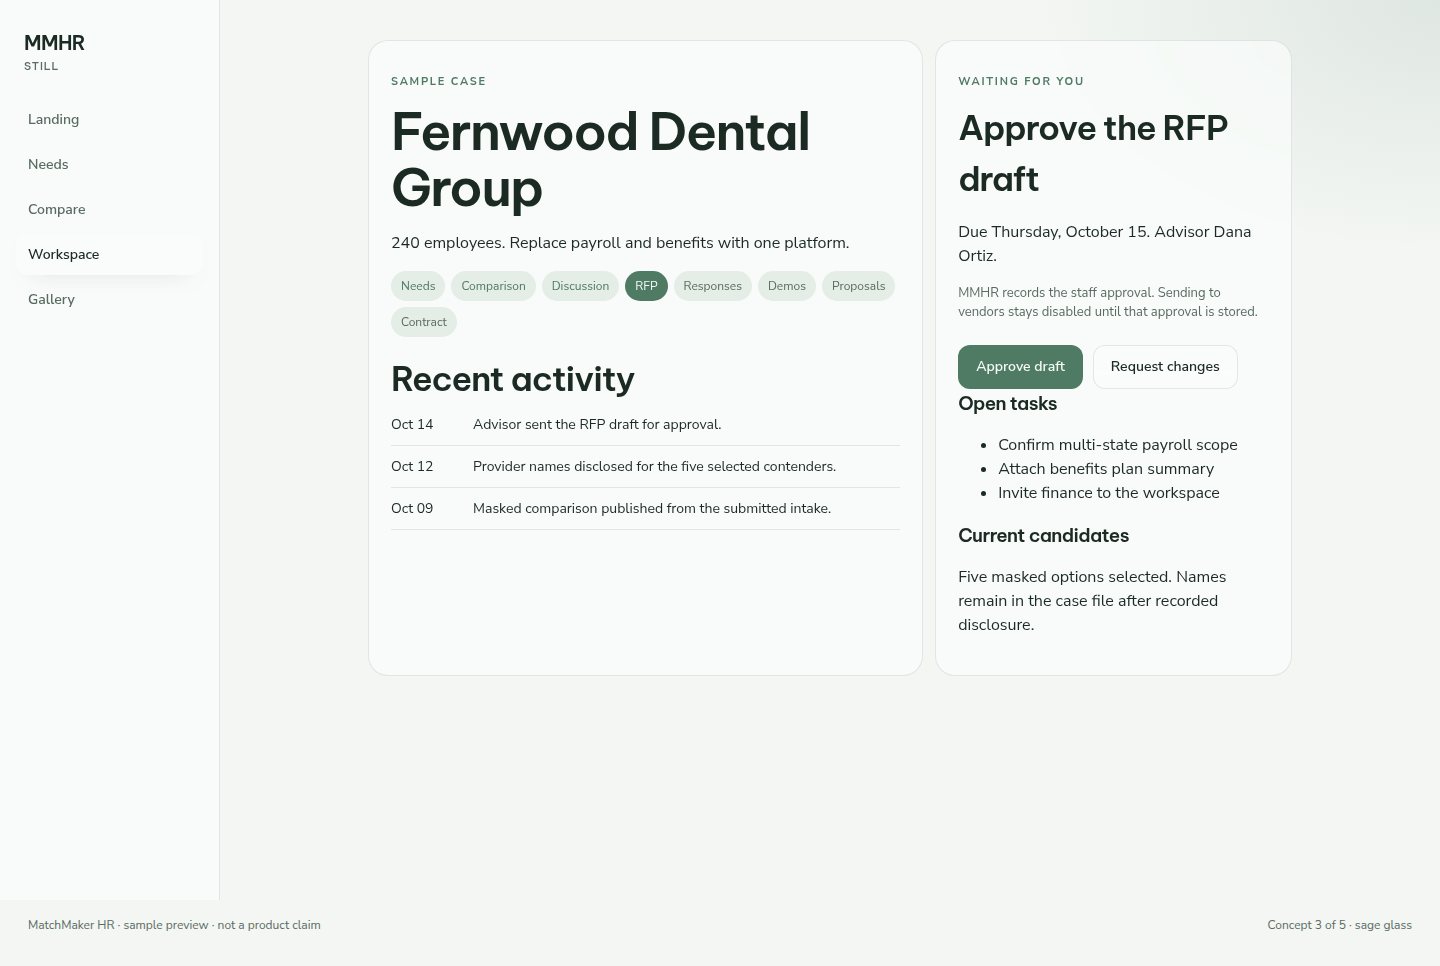 MMHR
STILL
Landing
Needs
Compare
Workspace
Gallery
SAMPLE CASE
Fernwood Dental
Group
240 employees. Replace payroll and benefits with one platform.
Needs
Comparison
Discussion
RFP
Responses
Demos
Proposals
Contract
Recent activity
Oct 14 Advisor sent the RFP draft for approval.
Oct 12 Provider names disclosed for the five selected contenders.
Oct 09 Masked comparison published from the submitted intake.
WAITING FOR YOU
Approve the RFP
draft
Due Thursday, October 15. Advisor Dana
Ortiz.
MMHR records the staff approval. Sending to
vendors stays disabled until that approval is stored.
Approve draft
Request changes
Open tasks
• Confirm multi-state payroll scope
• Attach benefits plan summary
• Invite finance to the workspace
Current candidates
Five masked options selected. Names
remain in the case file after recorded
disclosure.
MatchMaker HR · sample preview · not a product claim
Concept 3 of 5 · sage glass